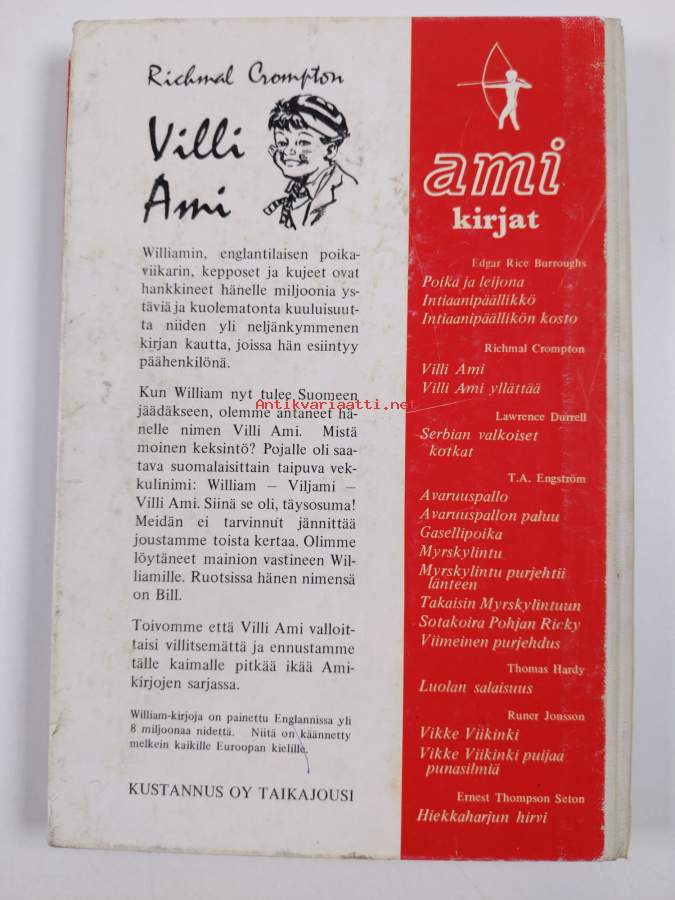 Richmal Crompton
Villi
Ami
Williamin, englantilaisen poika-
viikarin, kepposet ja kujeet ovat
hankkineet hänelle miljoonia ys-
täviä ja kuolematonta kuuluisuut-
ta niiden yli neljänkymmenen
kirjan kautta, joissa hän esiintyy
päähenkilönä.
Kun William nyt tulee Suomeen
jäädäkseen, olemme antaneet hä-
nelle nimen Villi Ami. Mistä
moinen keksintö? Pojalle oli saa-
tava suomalaisittain taipuva vek-
kulinimi: William – Viljami –
Villi Ami. Siinä se oli, täysosuma!
Meidän ei tarvinnut jännittää
joustamme toista kertaa. Olimme
löytäneet mainion vastineen Wil-
liamille. Ruotsissa hänen nimensä
on Bill.
Toivomme että Villi Ami valloit-
taisi villitsemättä ja ennustamme
tälle kaimalle pitkää ikää Ami-
kirjojen sarjassa.
William-kirjoja on painettu Englannissa yli
8 miljoonaa nidettä. Niitä on käännetty
melkein kaikille Euroopan kielille.
KUSTANNUS OY TAIKAJOUSI
ami
kirjat
Edgar Rice Burroughs
Poika ja leijona
Intiaanipäällikkö
Intiaanipäällikön kosto
Richmal Crompton
Villi Ami
Villi Ami yllättää
Lawrence Durrell
Serbian valkoiset
kotkat
T.A. Engström
Avaruuspallo
Avaruuspallon paluu
Gasellipoika
Myrskylintu
Myrskylintu purjehtii
länteen
Takaisin Myrskylintuun
Sotakoira Pohjan Ricky
Viimeinen purjehdus
Thomas Hardy
Luolan salaisuus
Runer Jonsson
Vikke Viikinki
Vikke Viikinki puijaa
punasilmiä
Ernest Thompson Seton
Hiekkaharjun hirvi
Antikvariaatti.net